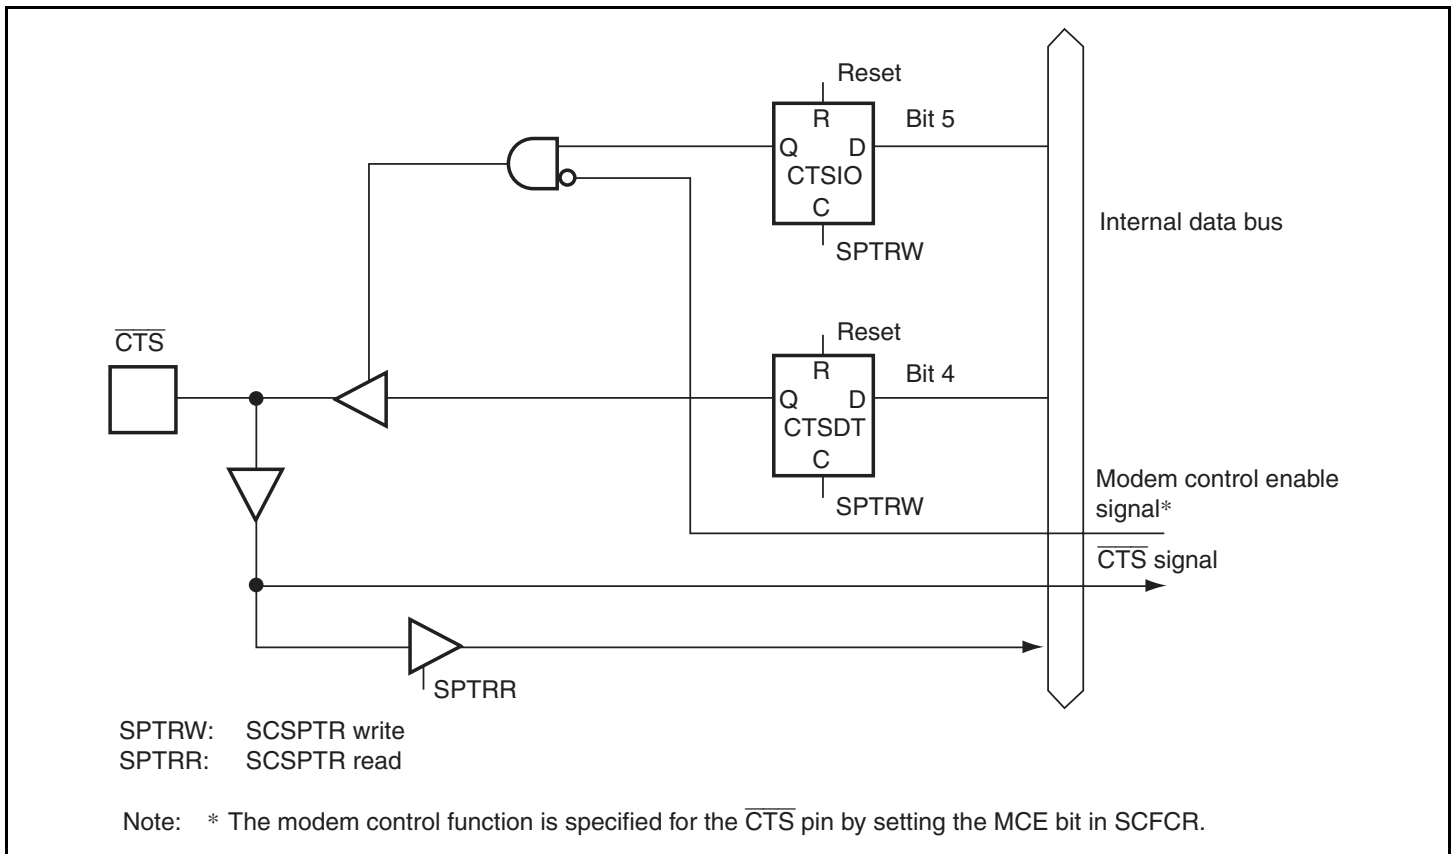 Reset
R
Bit 5
Q D
CTSIO
C
SPTRW
Internal data bus
CTS
Reset
R
Bit 4
Q D
CTSDT
C
SPTRW
Modem control enable
signal*
CTS signal
SPTRR
SPTRW: SCSPTR write
SPTRR: SCSPTR read
Note: * The modem control function is specified for the CTS pin by setting the MCE bit in SCFCR.